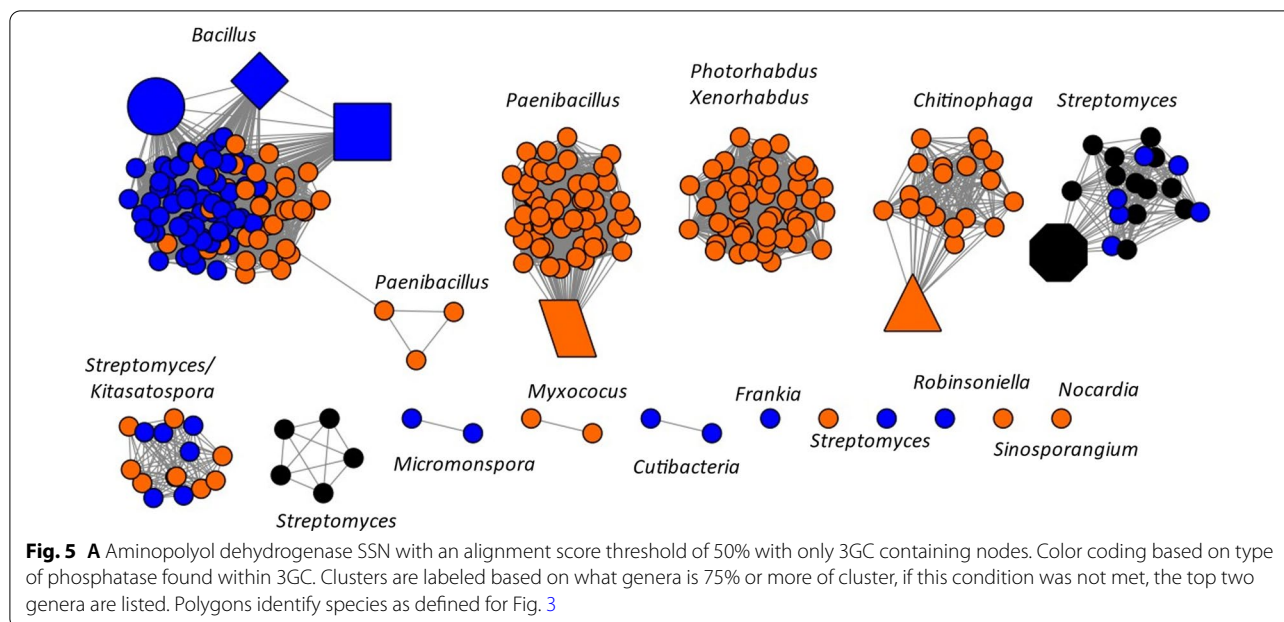 Bacillus
Paenibacillus
Photorhabdus
Xenorhabdus
Chitinophaga
Streptomyces
Paenibacillus
Streptomyces/
Kitasatospora
Streptomyces
Micromonspora
Myxococus
Cutibacteria
Frankia
Streptomyces
Robinsoniella
Sinosporangium
Nocardia
Fig. 5 A Aminopolyol dehydrogenase SSN with an alignment score threshold of 50% with only 3GC containing nodes. Color coding based on type
of phosphatase found within 3GC. Clusters are labeled based on what genera is 75% or more of cluster, if this condition was not met, the top two
genera are listed. Polygons identify species as defined for Fig. 3